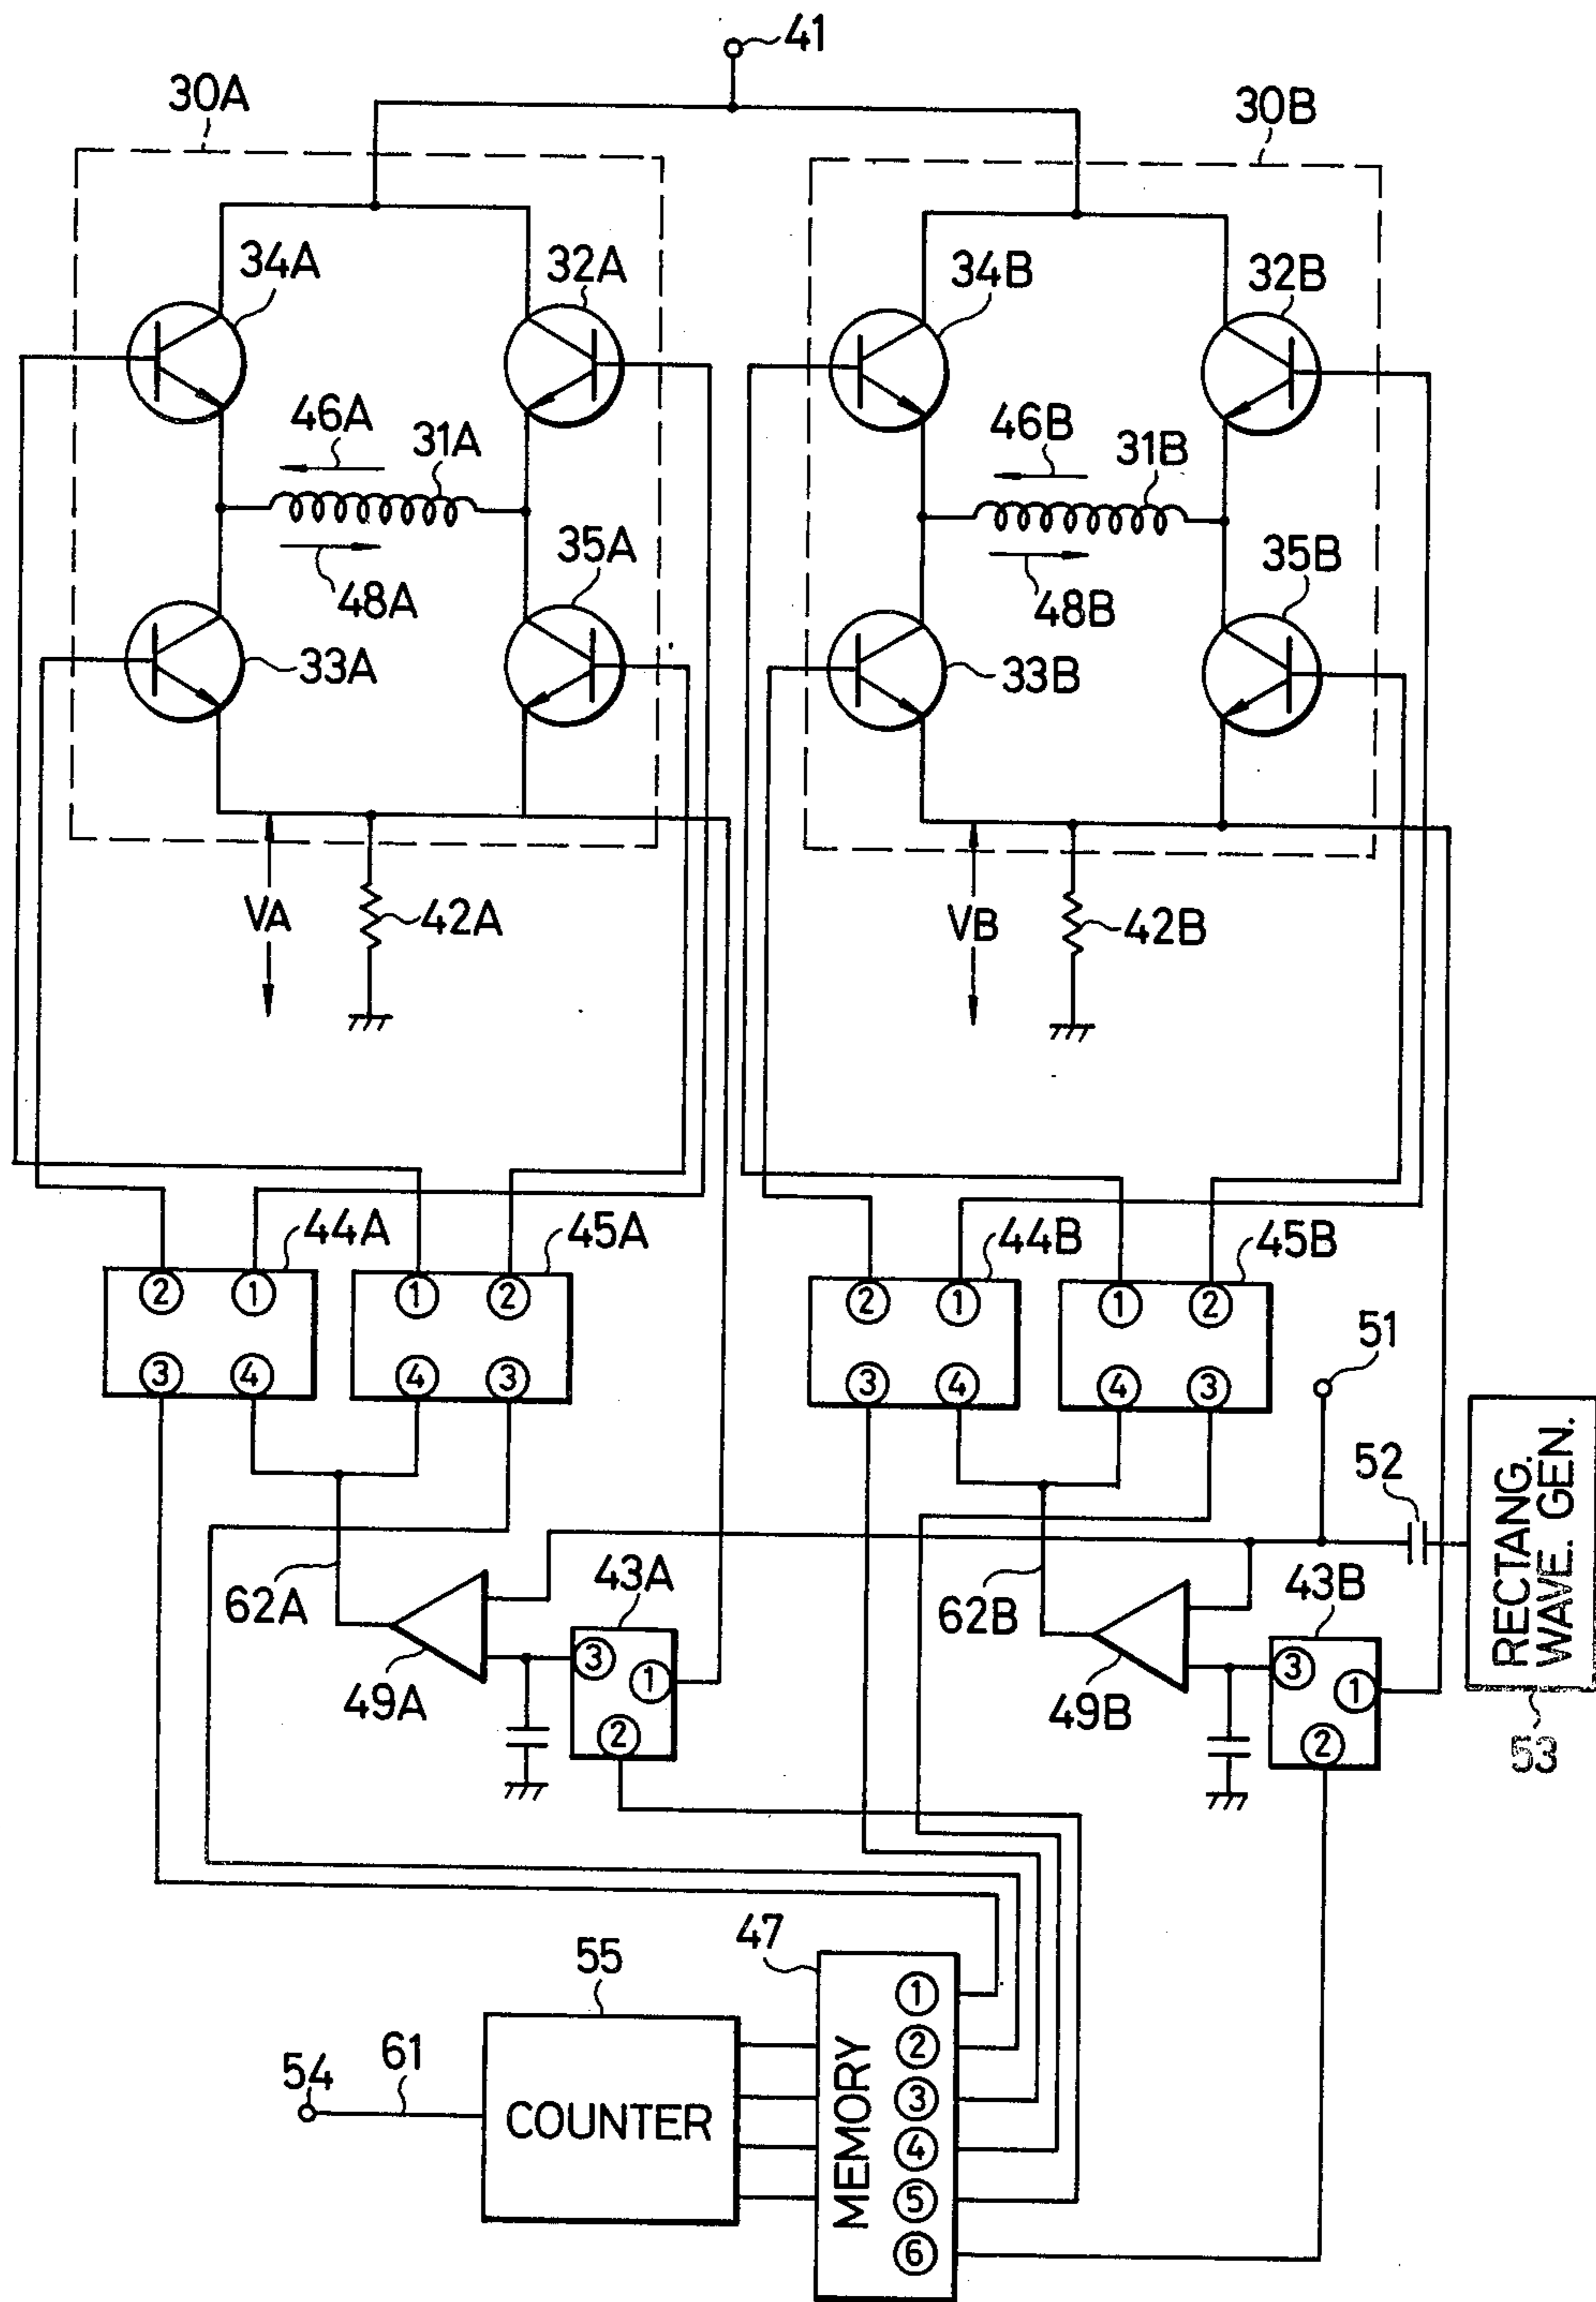 41
30A
30B
34A
32A
34B
32B
46A
31A
46B
31B
35A
35B
48A
48B
33A
33B
VA
42A
VB
42B
44A
45A
44B
45B
② ①
① ②
② ①
① ②
③ ④
④ ③
③ ④
④ ③
51
52
RECTANG.
WAVE. GEN.
53
43A
43B
62A
62B
③
①
②
③
①
②
49A
49B
47
55
①
②
③
④
⑤
⑥
MEMORY
54
61
COUNTER